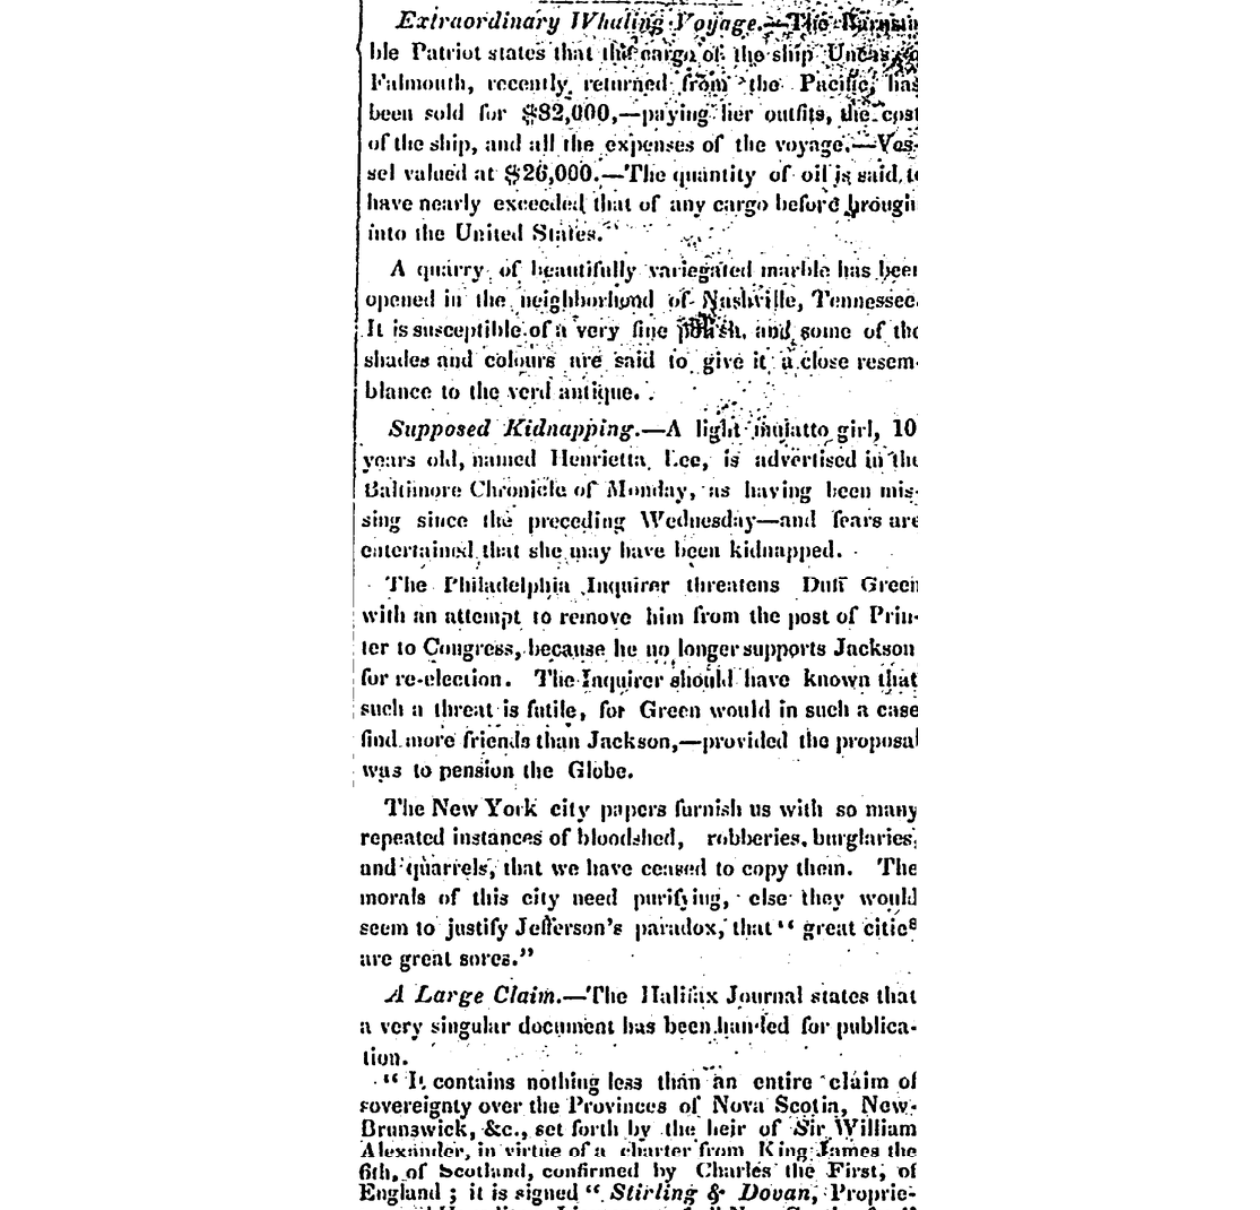 Extraordinary Whaling Voyage.—The Barnsta
ble Patriot states that the cargo of the ship Uncas, of
Falmouth, recently returned from the Pacific, has
been sold for $82,000,—paying her outfits, the cost
of the ship, and all the expenses of the voyage.—Ves-
sel valued at $26,000.—The quantity of oil is said, to
have nearly exceeded that of any cargo before brough
into the United States.
A quarry of beautifully variegated marble has been
opened in the neighborhood of Nashville, Tennessee.
It is susceptible of a very fine polish, and some of the
shades and colours are said to give it a close resem-
blance to the verd antique.
Supposed Kidnapping.—A light mulatto girl, 10
years old, named Henrietta Lee, is advertised in the
Baltimore Chronicle of Monday, as having been mis-
sing since the preceding Wednesday—and fears are
entertained that she may have been kidnapped.
The Philadelphia Inquirer threatens Duff Green
with an attempt to remove him from the post of Prin-
ter to Congress, because he no longer supports Jackson
for re-election. The Inquirer should have known that
such a threat is futile, for Green would in such a case
find more friends than Jackson,—provided the proposal
was to pension the Globe.
The New York city papers furnish us with so many
repeated instances of bloodshed, robberies, burglaries,
and quarrels, that we have ceased to copy them. The
morals of this city need purifying, else they would
seem to justify Jefferson's paradox, that "great cities
are great sores."
A Large Claim.—The Halifax Journal states that
a very singular document has been handed for publica-
tion.
"It contains nothing less than an entire claim of
sovereignty over the Provinces of Nova Scotia, New-
Brunswick, &c., set forth by the heir of Sir William
Alexander, in virtue of a charter from King James the
6th, of Scotland, confirmed by Charles the First, of
England; it is signed "Stirling & Dovan, Proprie-